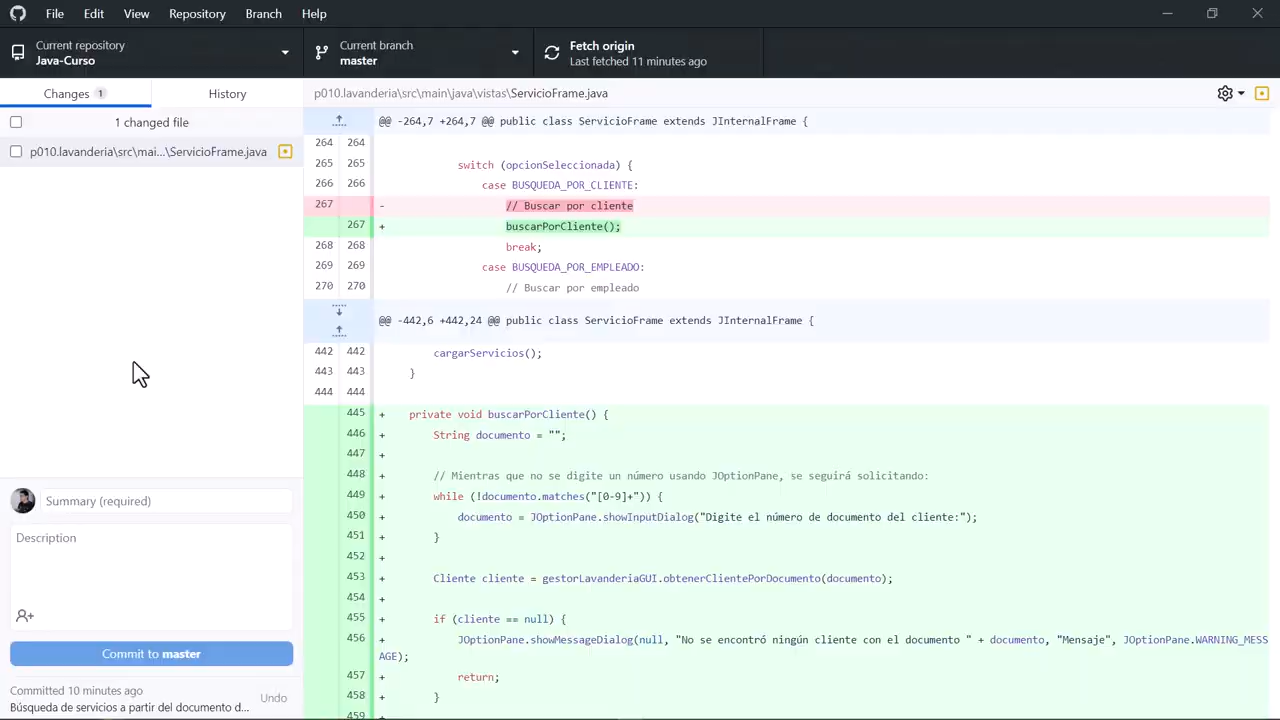 File Edit View Repository Branch Help
Current repository
Java-Curso
Current branch
master
Fetch origin
Last fetched 11 minutes ago
Changes 1
History
p010.lavanderia\src\main\java\vistas\ServicioFrame.java
1 changed file
p010.lavanderia\src\mai...\ServicioFrame.java
@@ -264,7 +264,7 @@ public class ServicioFrame extends JInternalFrame {
264 264
265 265 switch (opcionSeleccionada) {
266 266 case BUSQUEDA_POR_CLIENTE:
267 - // Buscar por cliente
267 + buscarPorCliente();
268 268 break;
269 269 case BUSQUEDA_POR_EMPLEADO:
270 270 // Buscar por empleado
@@ -442,6 +442,24 @@ public class ServicioFrame extends JInternalFrame {
442 442 cargarServicios();
443 443 }
444 444
445 + private void buscarPorCliente() {
446 + String documento = "";
447 +
448 + // Mientras que no se digite un número usando JOptionPane, se seguirá solicitando:
449 + while (!documento.matches("[0-9]+")) {
450 + documento = JOptionPane.showInputDialog("Digite el número de documento del cliente:");
451 + }
452 +
453 + Cliente cliente = gestorLavanderiaGUI.obtenerClientePorDocumento(documento);
454 +
455 + if (cliente == null) {
456 + JOptionPane.showMessageDialog(null, "No se encontró ningún cliente con el documento " + documento, "Mensaje", JOptionPane.WARNING_MESS
AGE);
457 + return;
458 + }
459 +
Summary (required)
Description
Commit to master
Committed 10 minutes ago
Búsqueda de servicios a partir del documento d...
Undo